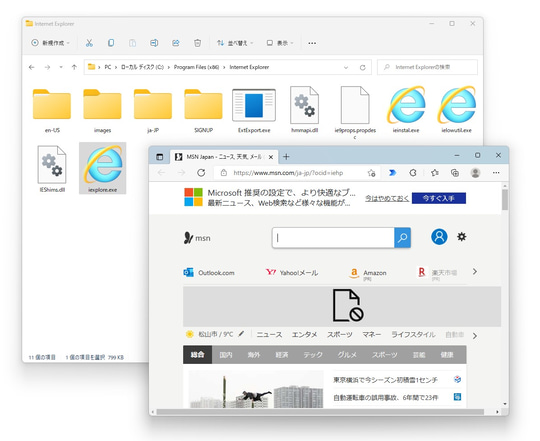 Internet Explorer
新規作成
並べ替え
表示
PC > ローカル ディスク (C:) > Program Files (x86) > Internet Explorer
Internet Explorerの検索
en-US
images
ja-JP
SIGNUP
ExtExport.exe
hmmapi.dll
ie9props.propdesc
ieinstal.exe
ielowutil.exe
IEShims.dll
iexplore.exe
11 個の項目 1 個の項目を選択 799 KB
MSN Japan - ニュース, 天気, メール
https://www.msn.com/ja-jp/?ocid=iehp
Microsoft 推奨の設定で、より快適なブ...
最新ニュース、Web検索など様々な機能が...
今はやめておく
今すぐ入手
msn
Outlook.com
Yahoo!メール
Amazon
(PR)
楽天市場
(PR)
松山市 / 9°C
ニュース
エンタメ
スポーツ
マネー
ライフスタイル
自動車
総合
国内
海外
経済
テック
グルメ
スポーツ
芸能
健康
東京横浜で今シーズン初積雪1センチ
自動運転車の誤用事故、6年間で23件